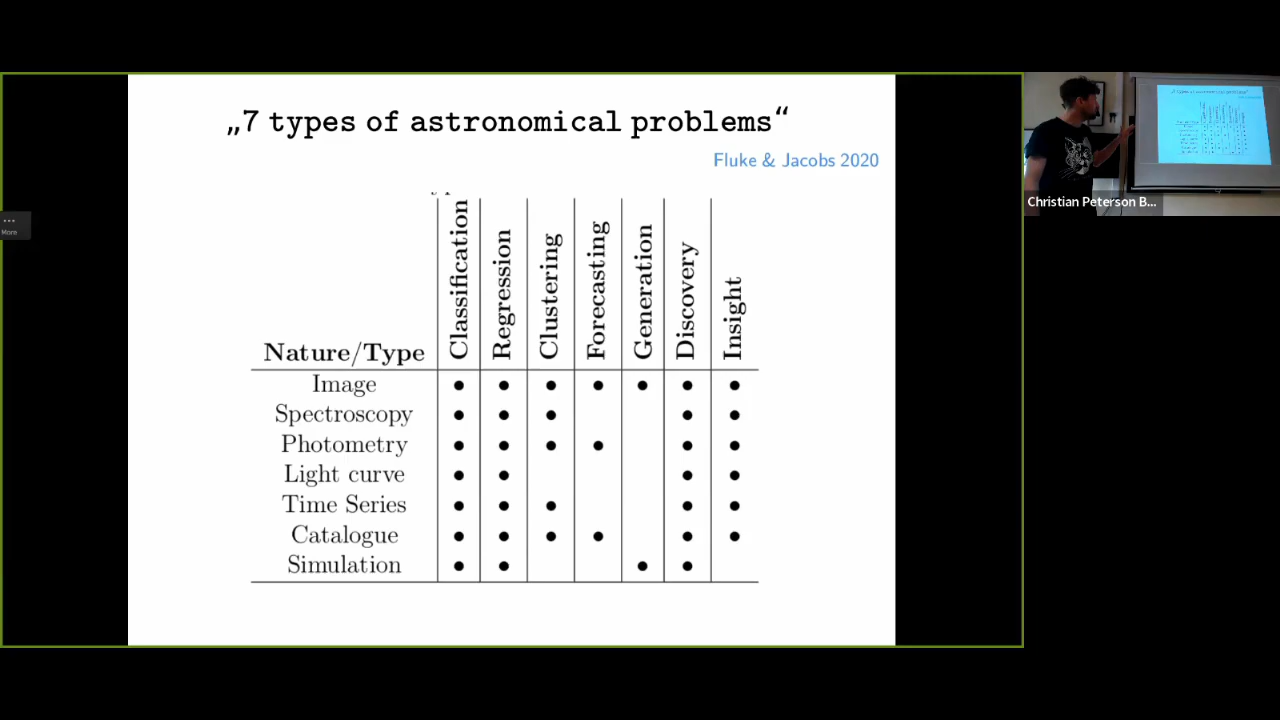 „7 types of astronomical problems“
Fluke & Jacobs 2020
Nature/Type Classification Regression Clustering Forecasting Generation Discovery Insight
Image • • • • • • •
Spectroscopy • • • • •
Photometry • • • • • •
Light curve • • • •
Time Series • • • • •
Catalogue • • • • • •
Simulation • • • •
More
Christian Peterson B...